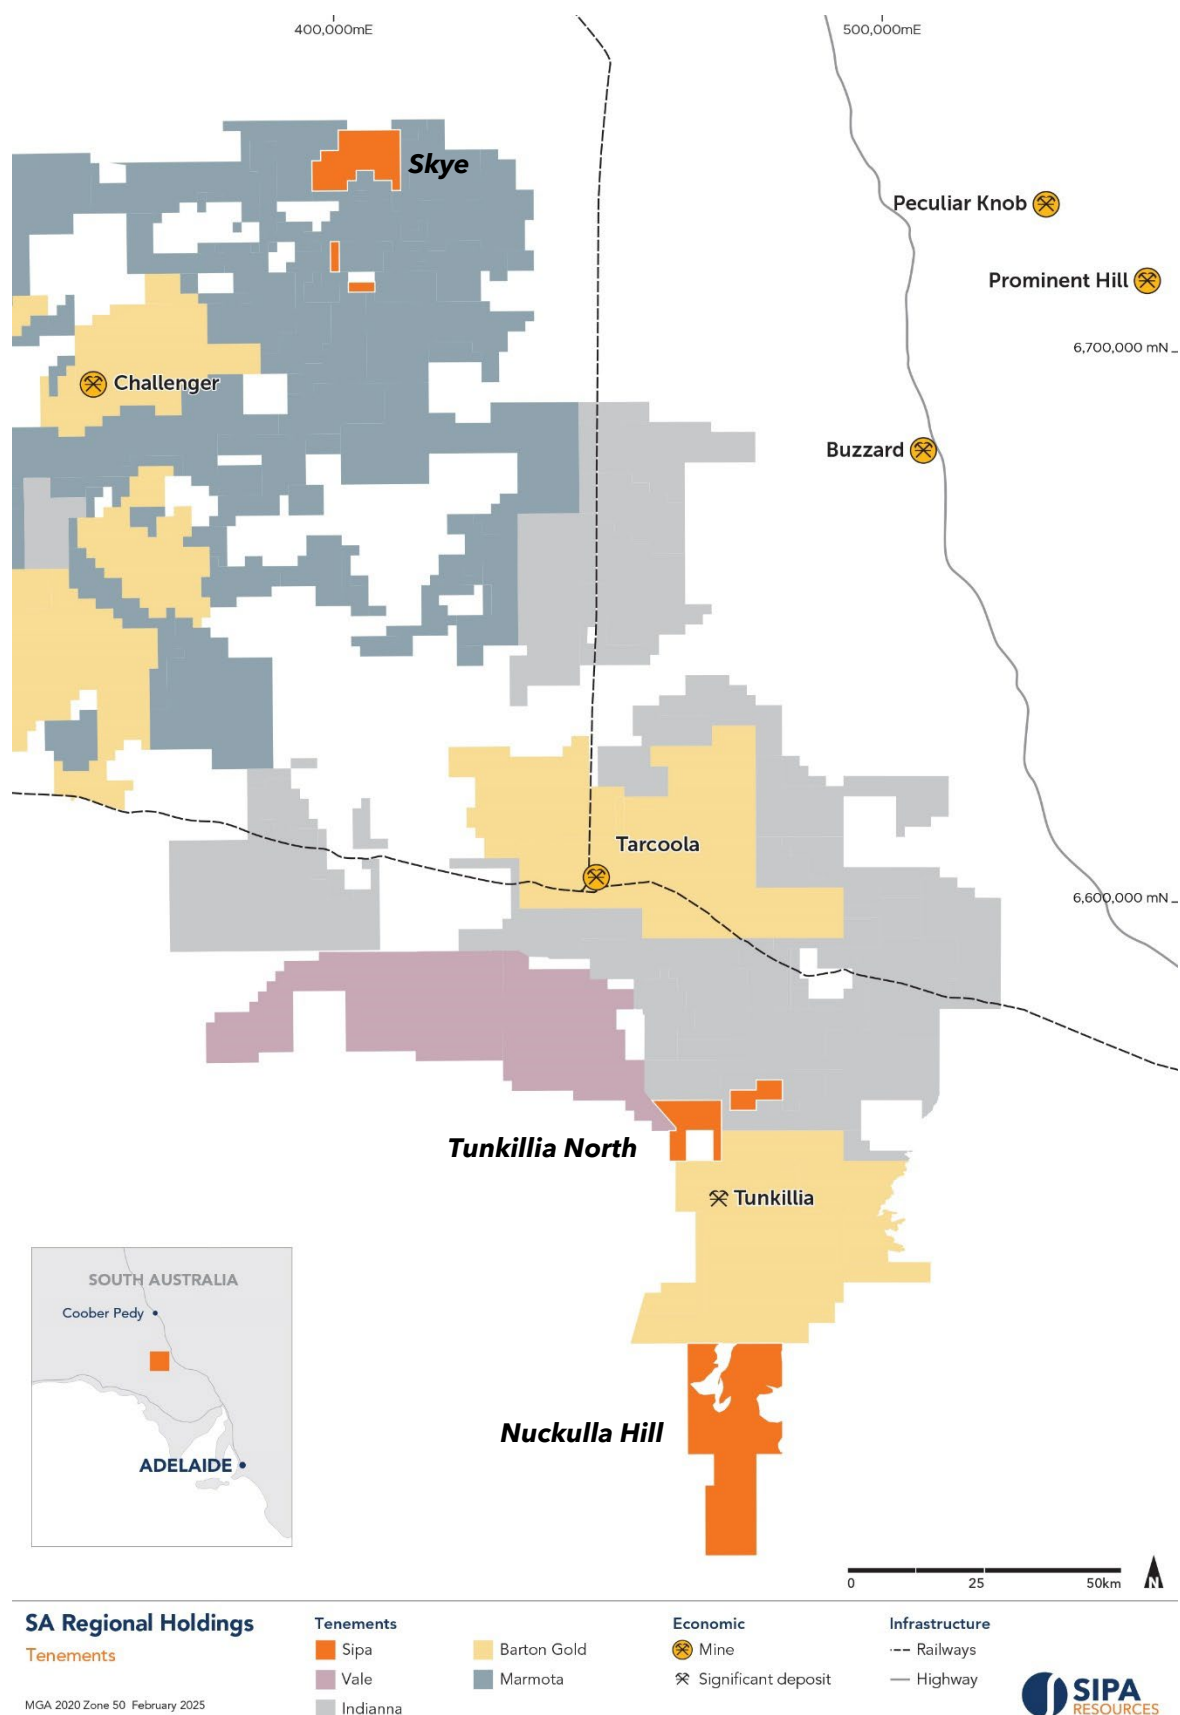 400,000mE
500,000mE
Skye
Peculiar Knob
Prominent Hill
6,700,000 mN
Challenger
Buzzard
Tarcoola
6,600,000 mN
Tunkillia North
Tunkillia
SOUTH AUSTRALIA
Coober Pedy
ADELAIDE
Nuckulla Hill
0 25 50km
N
SA Regional Holdings
Tenements
MGA 2020 Zone 50 February 2025
Tenements
Sipa
Vale
Indianna
Barton Gold
Marmota
Economic
Mine
Significant deposit
Infrastructure
Railways
Highway
SIPA
RESOURCES